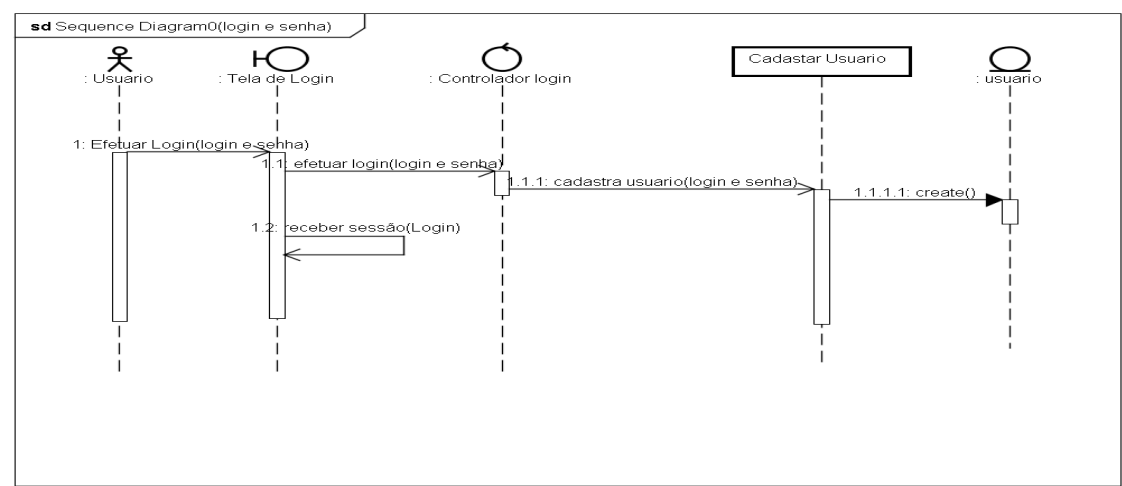 sd Sequence Diagram0(login e senha)
: Usuario
: Tela de Login
: Controlador login
Cadastar Usuario
: usuario
1: Efetuar Login(login e senha)
1.1: efetuar login(login e senha)
1.1.1: cadastra usuario(login e senha)
1.1.1.1: create()
1.2: receber sessão(Login)